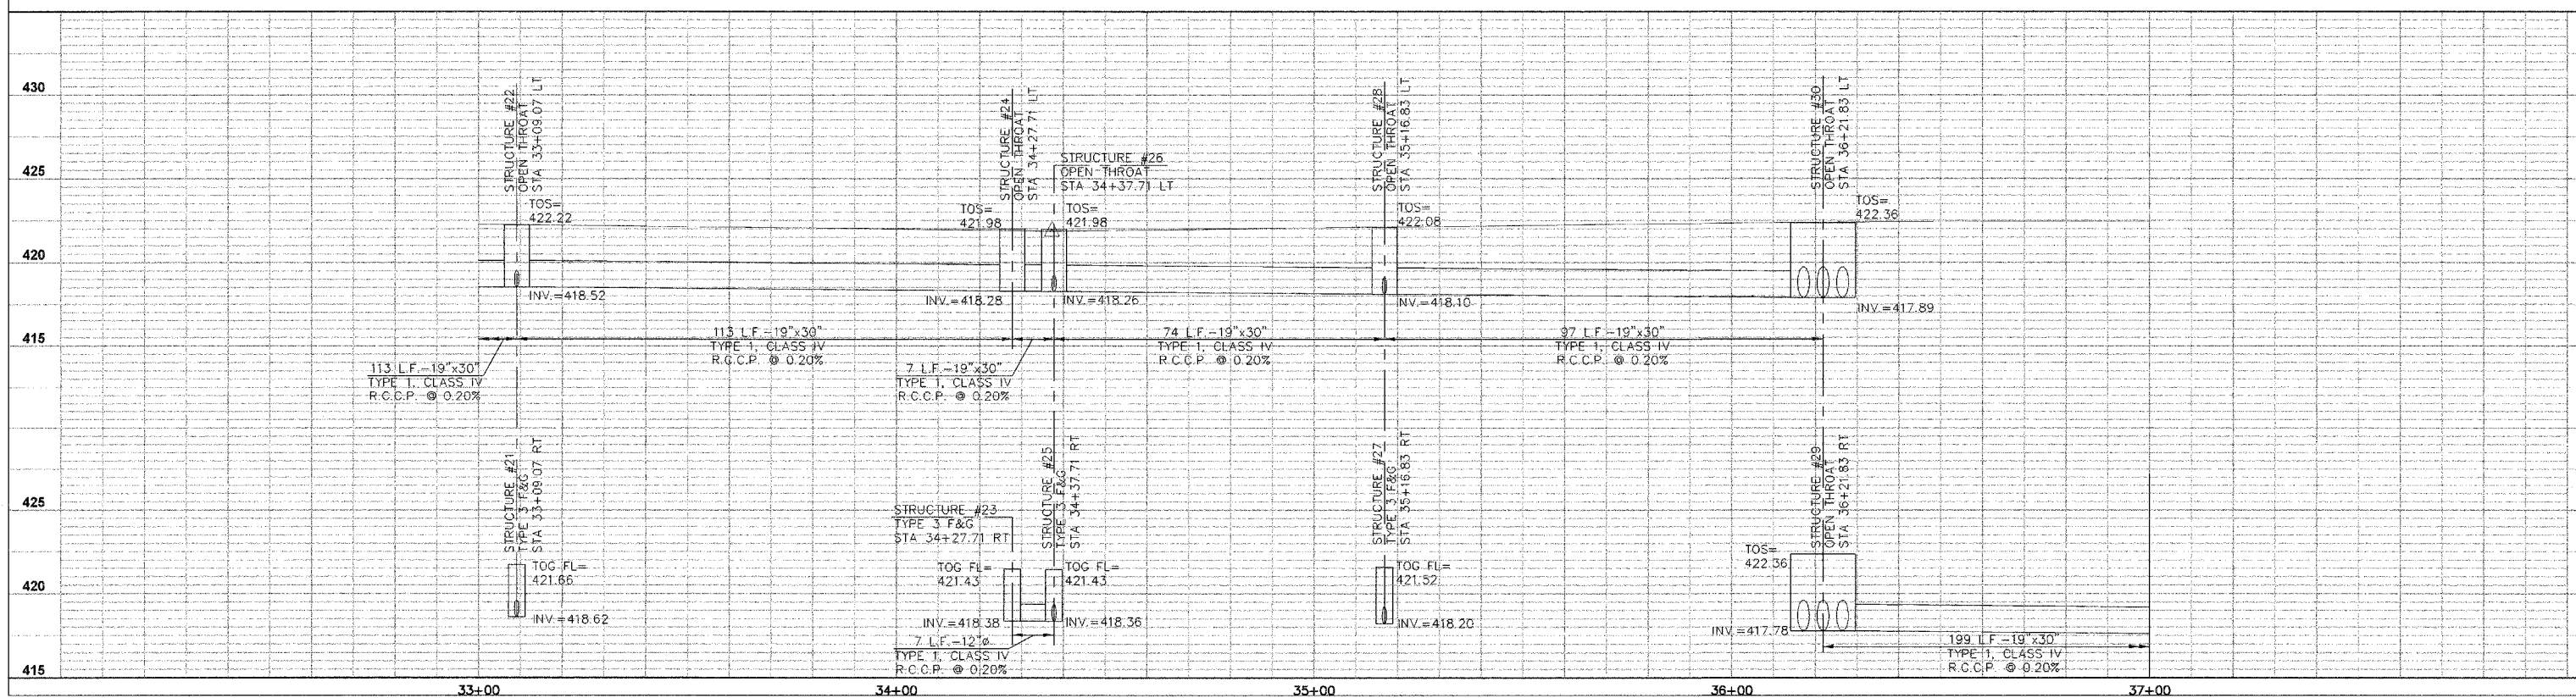 430
425
420
415
425
420
415
STRUCTURE #22
OPEN THROAT
STA 33+09.07 LT
TOS=
422.22
INV.=418.52
STRUCTURE #24
OPEN THROAT
STA 34+27.71 LT
TOS=
421.98
INV.=418.28
STRUCTURE #26
OPEN THROAT
STA 34+37.71 LT
TOS=
421.98
INV.=418.26
STRUCTURE #28
OPEN THROAT
STA 35+16.83 LT
TOS=
422.08
INV.=418.10
STRUCTURE #30
OPEN THROAT
STA 36+21.83 LT
TOS=
422.36
INV.=417.89
113 L.F.-19"x30"
TYPE 1, CLASS IV
R.C.C.P. @ 0.20%
113 L.F.-19"x30"
TYPE 1, CLASS IV
R.C.C.P. @ 0.20%
7 L.F.-19"x30"
TYPE 1, CLASS IV
R.C.C.P. @ 0.20%
74 L.F.-19"x30"
TYPE 1, CLASS IV
R.C.C.P. @ 0.20%
97 L.F.-19"x30"
TYPE 1, CLASS IV
R.C.C.P. @ 0.20%
STRUCTURE #21
TYPE 3 F&G
STA 33+09.07 RT
TOG FL=
421.66
INV.=418.62
STRUCTURE #23
TYPE 3 F&G
STA 34+27.71 RT
TOG FL=
421.43
INV.=418.38
STRUCTURE #25
TYPE 3 F&G
STA 34+37.71 RT
TOG FL=
421.43
INV.=418.36
7 L.F.-12"ø
TYPE 1, CLASS IV
R.C.C.P. @ 0.20%
STRUCTURE #27
TYPE 3 F&G
STA 35+16.83 RT
TOG FL=
421.52
INV.=418.20
STRUCTURE #29
OPEN THROAT
STA 36+21.83 RT
TOS=
422.36
INV.=417.78
199 L.F.-19"x30"
TYPE 1, CLASS IV
R.C.C.P. @ 0.20%
33+00
34+00
35+00
36+00
37+00